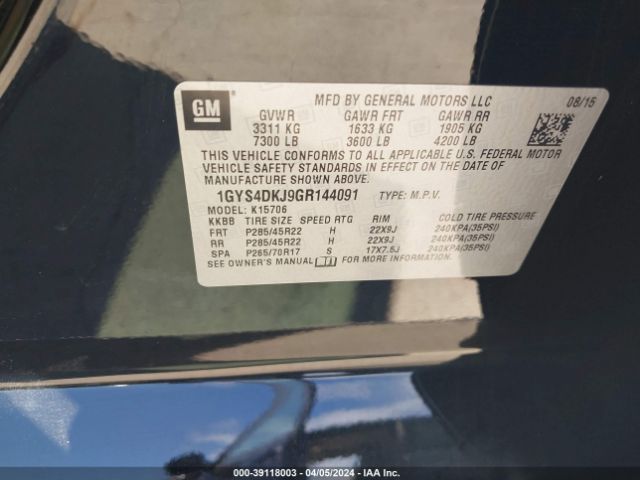 GM
MFD BY GENERAL MOTORS LLC 08/15
GVWR GAWR FRT GAWR RR
3311 KG 1633 KG 1905 KG
7300 LB 3600 LB 4200 LB
THIS VEHICLE CONFORMS TO ALL APPLICABLE U.S. FEDERAL MOTOR
VEHICLE SAFETY STANDARDS IN EFFECT ON THE DATE OF
MANUFACTURE SHOWN ABOVE.
1GYS4DKJ9GR144091 TYPE: M.P.V.
MODEL: K15706
KKBB TIRE SIZE SPEED RTG RIM COLD TIRE PRESSURE
FRT P285/45R22 H 22X9J 240KPA(35PSI)
RR P285/45R22 H 22X9J 240KPA(35PSI)
SPA P265/70R17 S 17X7.5J 240KPA(35PSI)
SEE OWNER'S MANUAL FOR MORE INFORMATION.
000-39118003 - 04/05/2024 - IAA Inc.